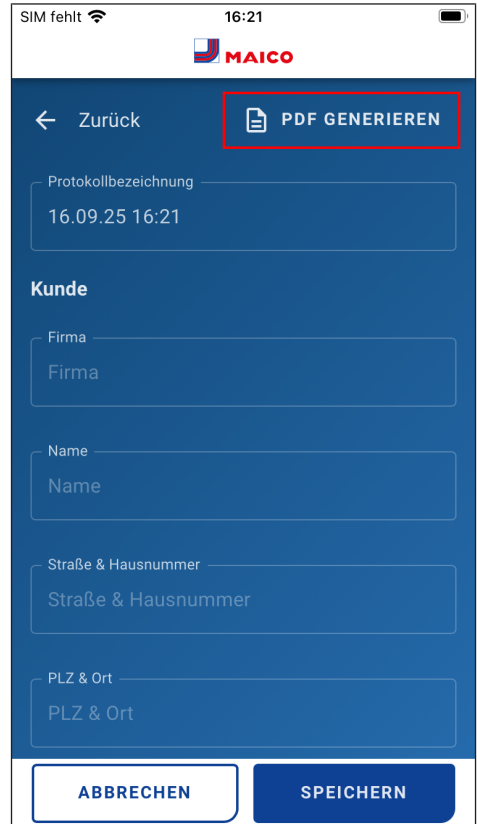 SIM fehlt 16:21
MAICO
Zurück PDF GENERIEREN
Protokollbezeichnung
16.09.25 16:21
Kunde
Firma
Firma
Name
Name
Straße & Hausnummer
Straße & Hausnummer
PLZ & Ort
PLZ & Ort
ABBRECHEN SPEICHERN